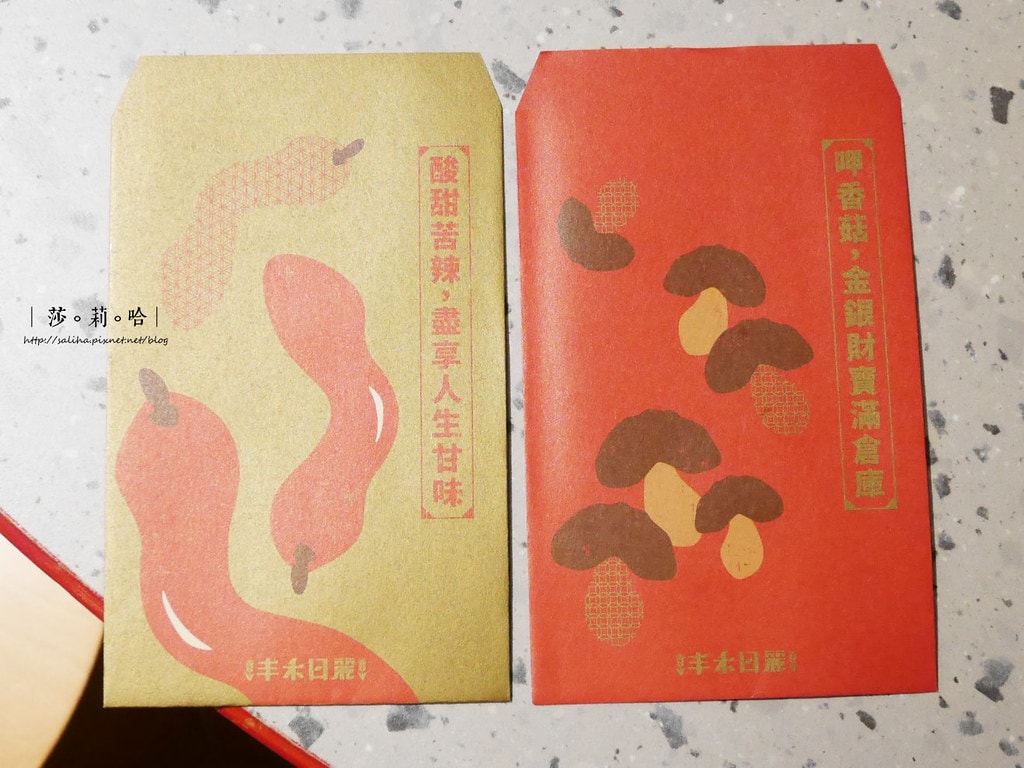 酸甜苦辣，盡享人生甘味
呷香菇，金銀財寶滿倉庫
丰禾日麗
丰禾日麗
｜莎。莉。哈｜
http://saliha.pixnet.net/blog